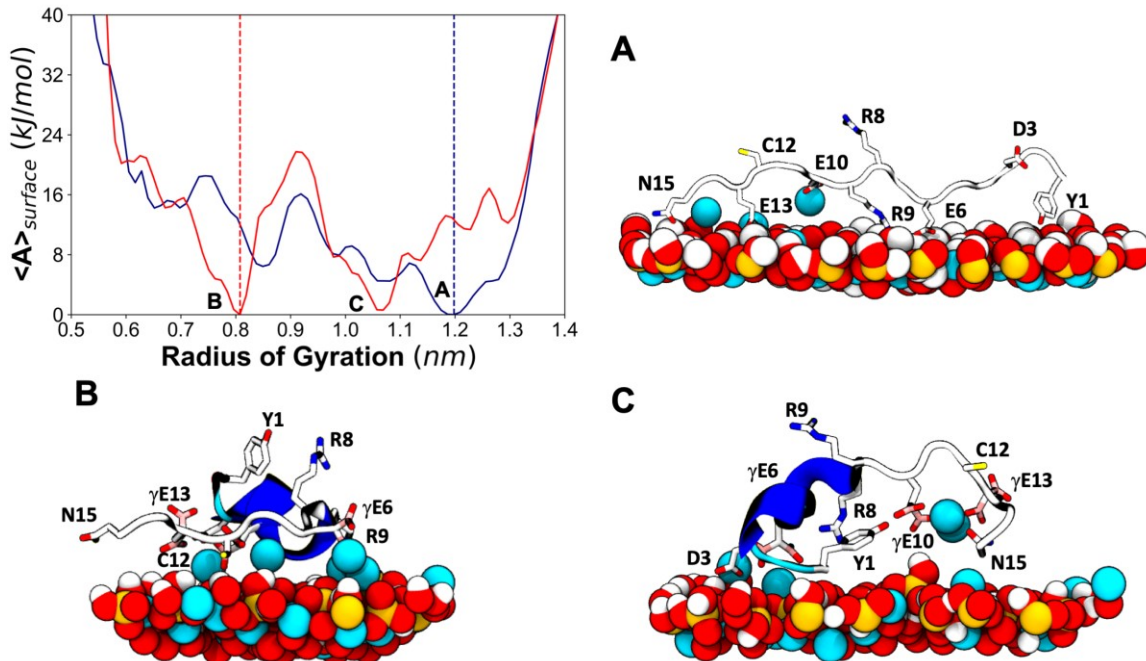 <A>surface (kJ/mol)
40
32
24
16
8
0
B
C
A
0.5 0.6 0.7 0.8 0.9 1.0 1.1 1.2 1.3 1.4
Radius of Gyration (nm)
A
R8
D3
C12
E10
N15
E13
R9
E6
Y1
B
Y1
R8
γE13
γE6
N15
R9
C12
C
R9
C12
γE6
γE13
R8
D3
Y1
γE10
N15